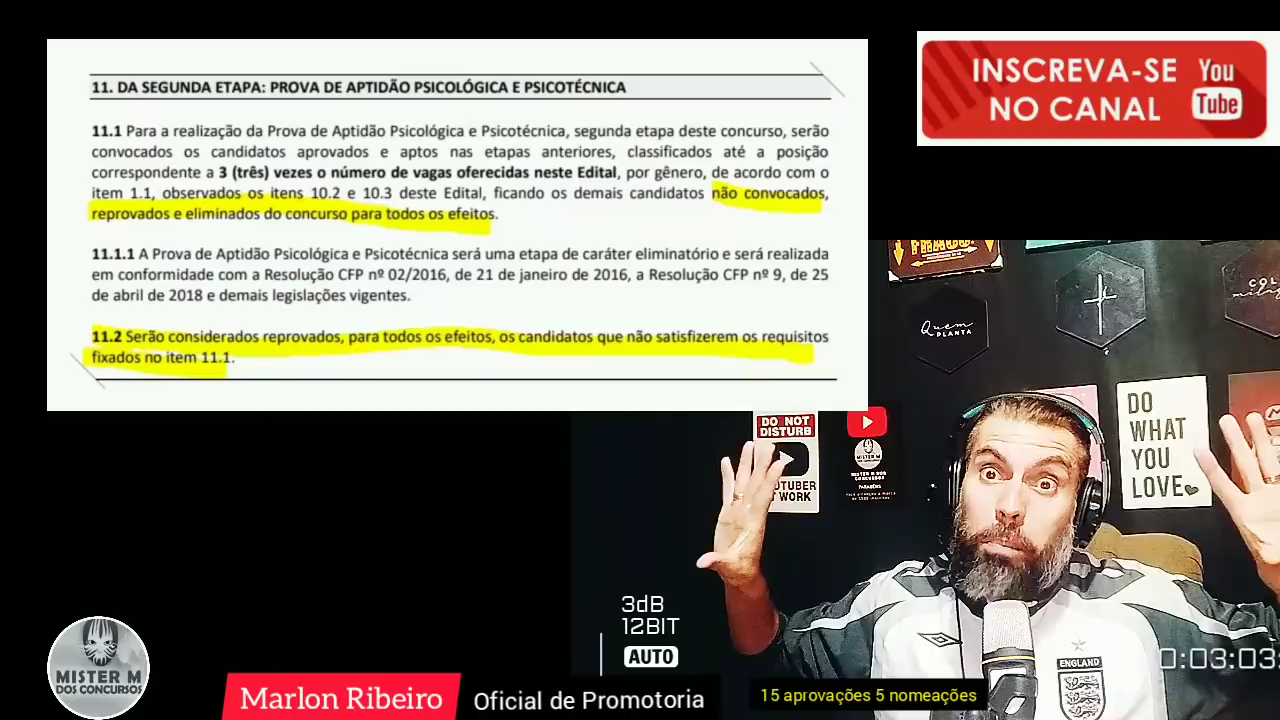 11. DA SEGUNDA ETAPA: PROVA DE APTIDÃO PSICOLÓGICA E PSICOTÉCNICA
11.1 Para a realização da Prova de Aptidão Psicológica e Psicotécnica, segunda etapa deste concurso, serão
convocados os candidatos aprovados e aptos nas etapas anteriores, classificados até a posição
correspondente a 3 (três) vezes o número de vagas oferecidas neste Edital, por gênero, de acordo com o
item 1.1, observados os itens 10.2 e 10.3 deste Edital, ficando os demais candidatos não convocados,
reprovados e eliminados do concurso para todos os efeitos.
11.1.1 A Prova de Aptidão Psicológica e Psicotécnica será uma etapa de caráter eliminatório e será realizada
em conformidade com a Resolução CFP nº 02/2016, de 21 de janeiro de 2016, a Resolução CFP nº 9, de 25
de abril de 2018 e demais legislações vigentes.
11.2 Serão considerados reprovados, para todos os efeitos, os candidatos que não satisfizerem os requisitos
fixados no item 11.1.
INSCREVA-SE
NO CANAL
You
Tube
Quem
PLANTA
COL
DO NOT
DISTURB
WORK
MISTER M
DOS CONCURSOS
PARABÉNS
DO
WHAT
YOU
LOVE
3dB
12BIT
AUTO
ENGLAND
0:03:03
MISTER M
DOS CONCURSOS
Marlon Ribeiro
Oficial de Promotoria
15 aprovações 5 nomeações